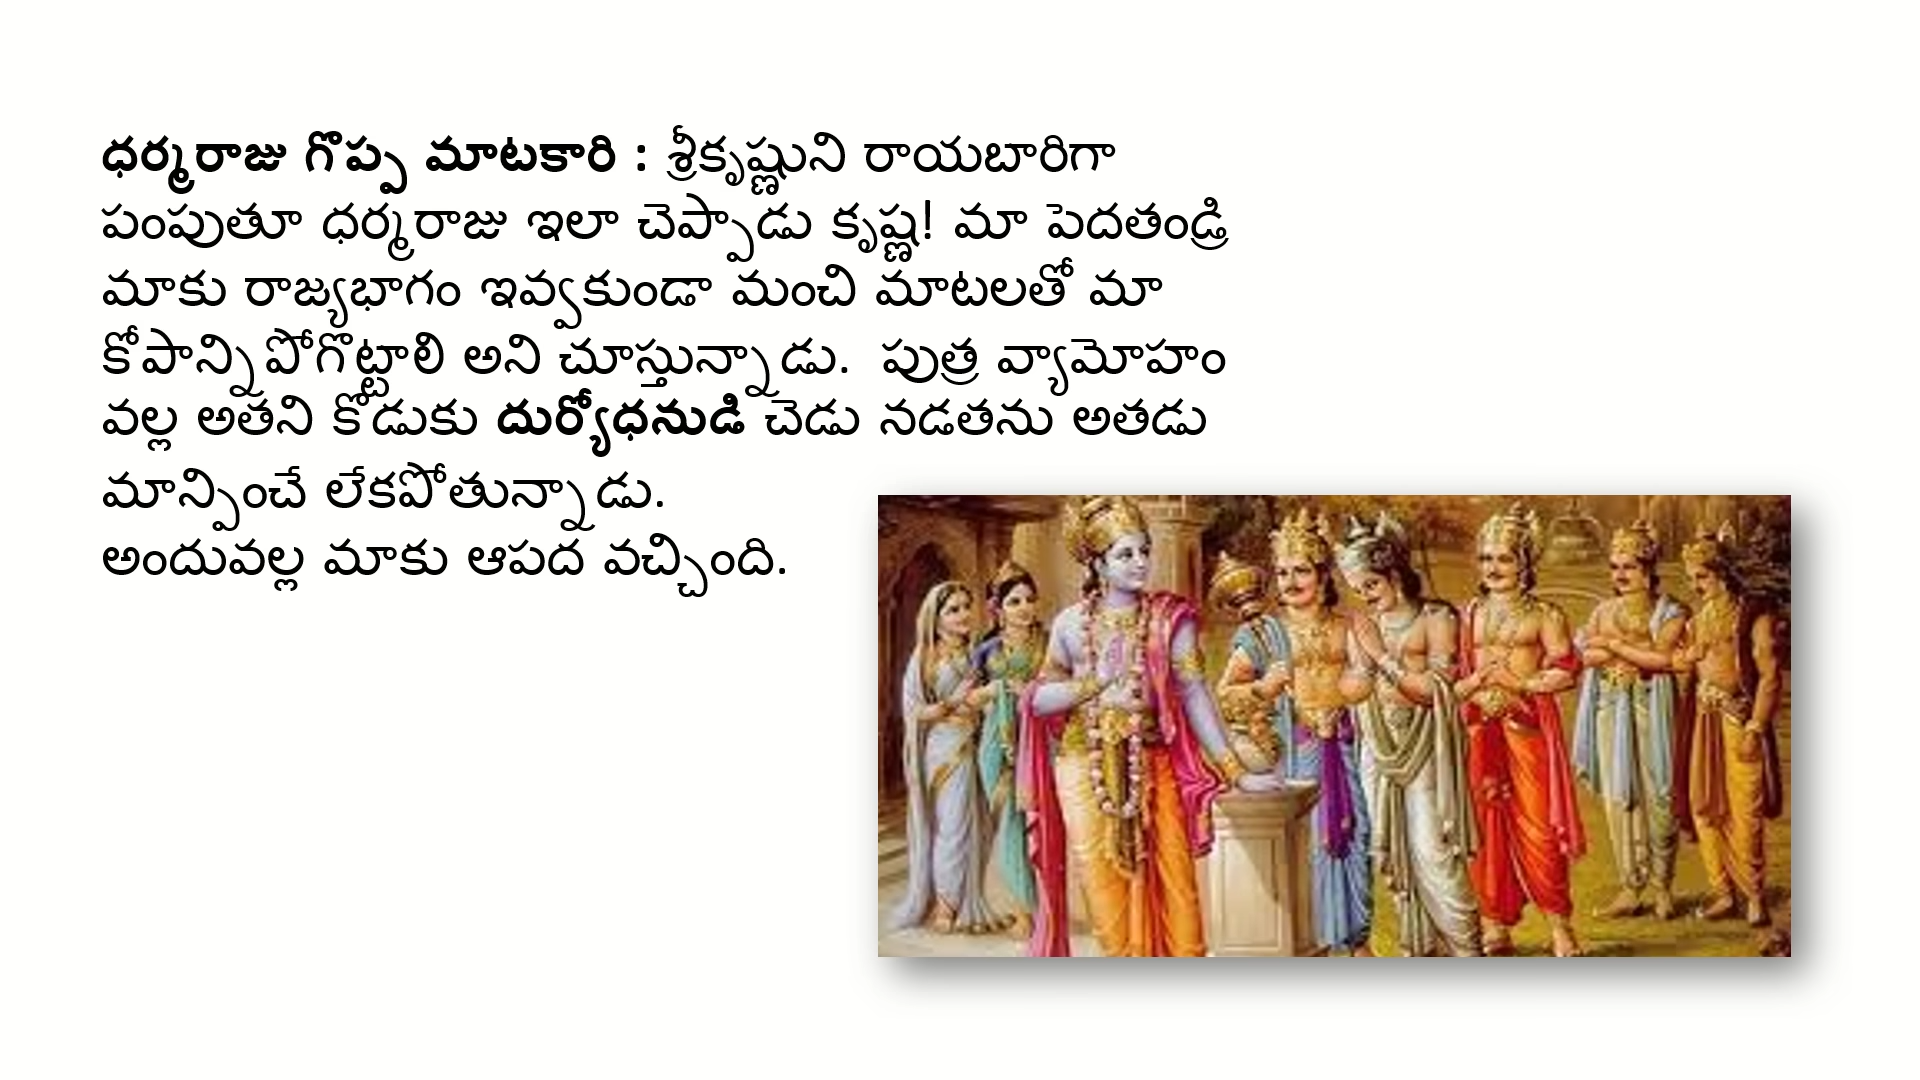 ధర్మరాజు గొప్ప మాటకారి : శ్రీకృష్ణుని రాయబారిగా
పంపుతూ ధర్మరాజు ఇలా చెప్పాడు కృష్ణ! మా పెదతండ్రి
మాకు రాజ్యభాగం ఇవ్వకుండా మంచి మాటలతో మా
కోపాన్నిపోగొట్టాలి అని చూస్తున్నాడు.  పుత్ర వ్యామోహం
వల్ల అతని కొడుకు దుర్యోధనుడి చెడు నడతను అతడు
మాన్పించే లేకపోతున్నాడు.
అందువల్ల మాకు ఆపద వచ్చింది.